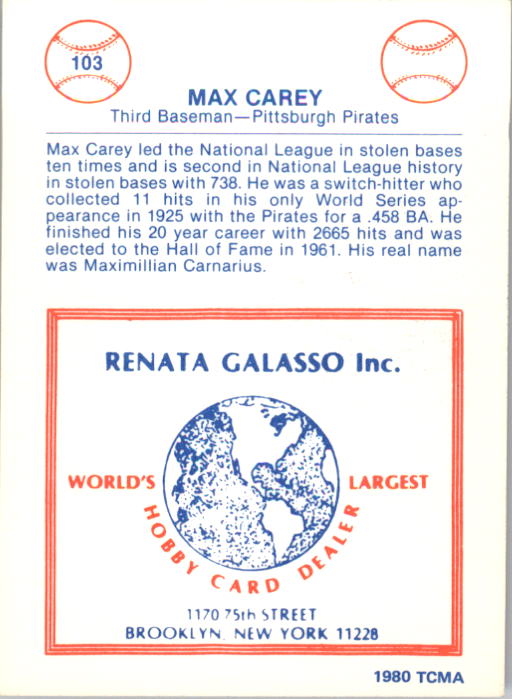 103
MAX CAREY
Third Baseman—Pittsburgh Pirates
Max Carey led the National League in stolen bases
ten times and is second in National League history
in stolen bases with 738. He was a switch-hitter who
collected 11 hits in his only World Series ap-
pearance in 1925 with the Pirates for a .458 BA. He
finished his 20 year career with 2665 hits and was
elected to the Hall of Fame in 1961. His real name
was Maximillian Carnarius.
RENATA GALASSO Inc.
WORLD'S LARGEST
HOBBY CARD DEALER
1170 75th STREET
BROOKLYN, NEW YORK 11228
1980 TCMA